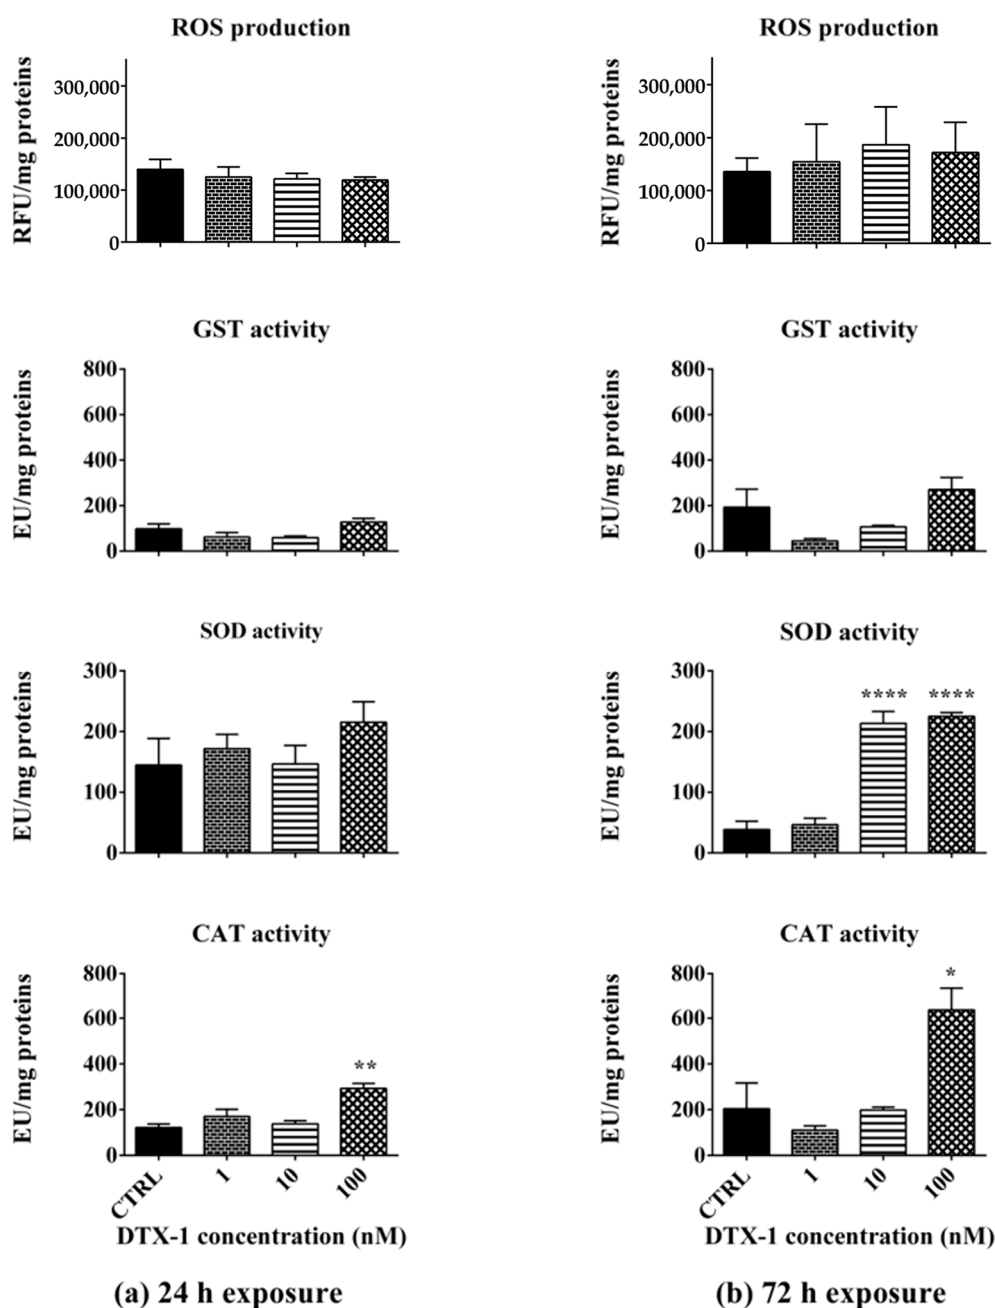 ROS production
RFU/mg proteins
300,000
200,000
100,000
0
ROS production
RFU/mg proteins
300,000
200,000
100,000
0
GST activity
EU/mg proteins
800
600
400
200
0
GST activity
EU/mg proteins
800
600
400
200
0
SOD activity
EU/mg proteins
300
200
100
0
SOD activity
EU/mg proteins
300
200
100
0
**** ****
CAT activity
EU/mg proteins
800
600
400
200
0
**
CTRL 1 10 100
DTX-1 concentration (nM)
(a) 24 h exposure
CAT activity
EU/mg proteins
800
600
400
200
0
*
CTRL 1 10 100
DTX-1 concentration (nM)
(b) 72 h exposure